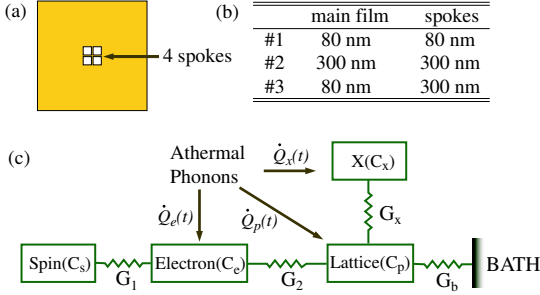 (a)
4 spokes
(b)
main film spokes
#1 80 nm 80 nm
#2 300 nm 300 nm
#3 80 nm 300 nm
(c)
Athermal
Phonons
Q̇ₓ(t)
X(Cₓ)
Q̇ₑ(t)
Q̇ₚ(t)
Gₓ
Spin(Cₛ)
G₁
Electron(Cₑ)
G₂
Lattice(Cₚ)
G_b
BATH